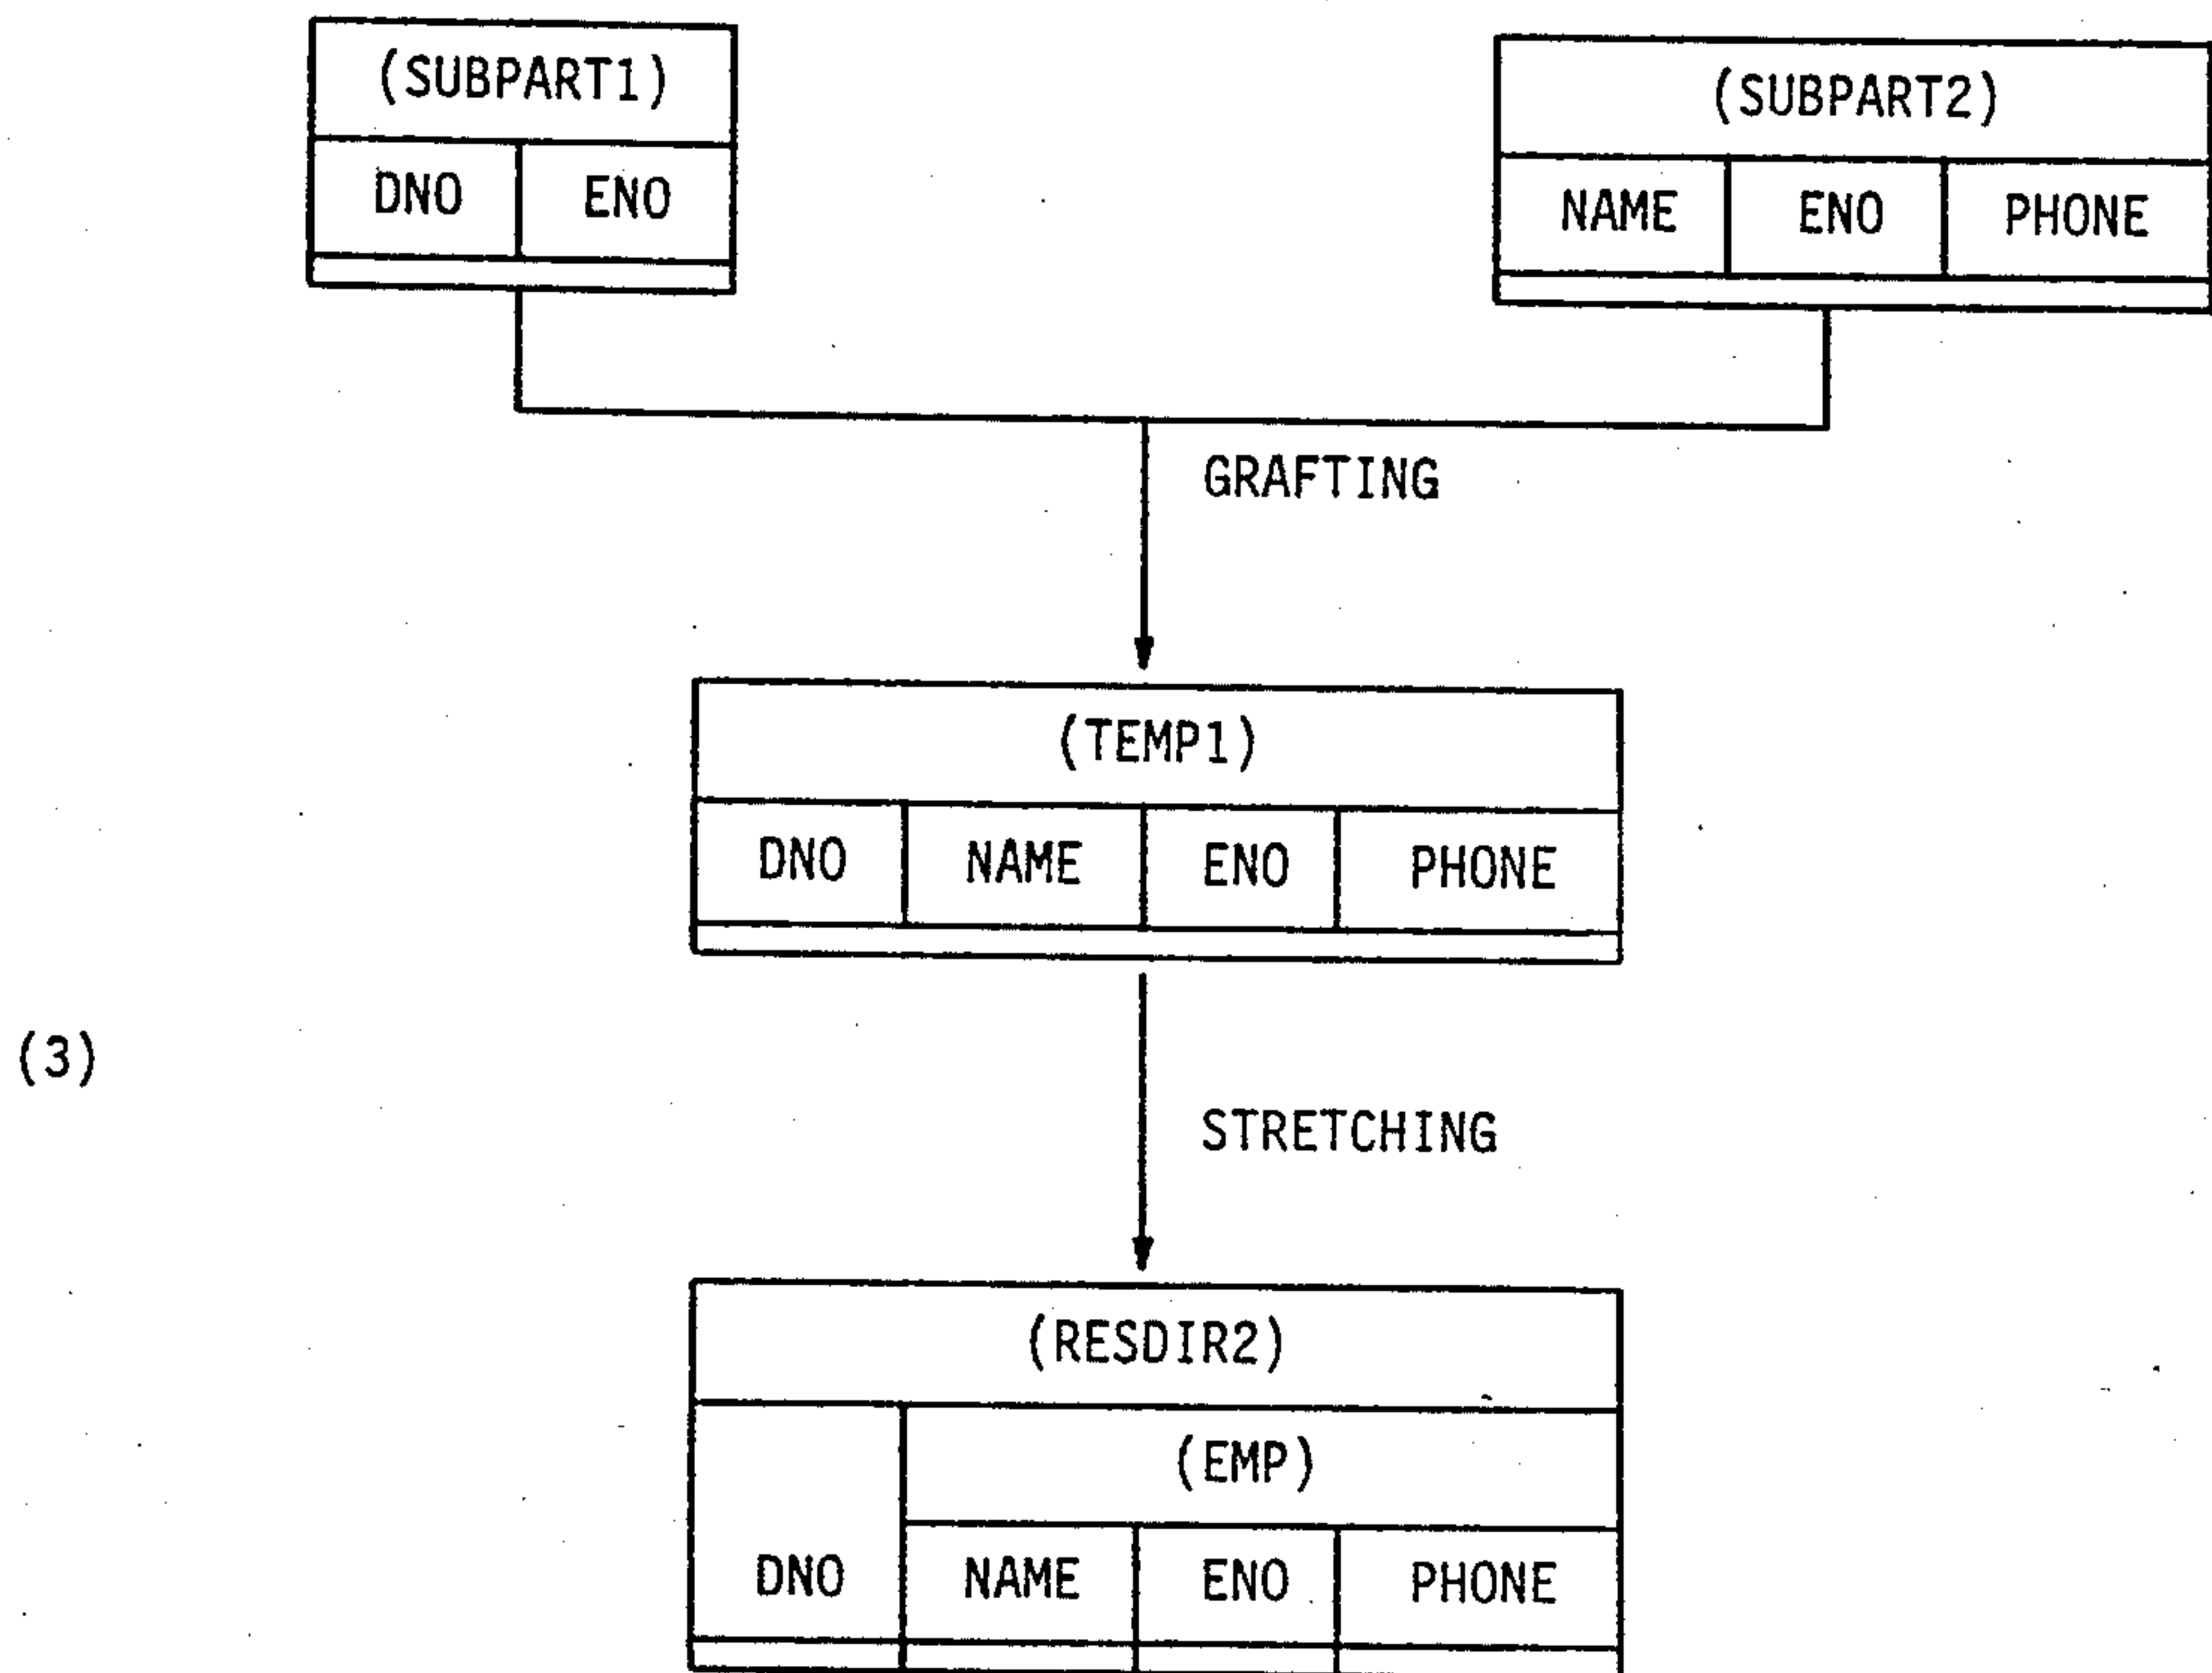 (SUBPART1)
DNO ENO
(SUBPART2)
NAME ENO PHONE
GRAFTING
(TEMP1)
DNO NAME ENO PHONE
(3)
STRETCHING
(RESDIR2)
(EMP)
DNO NAME ENO PHONE